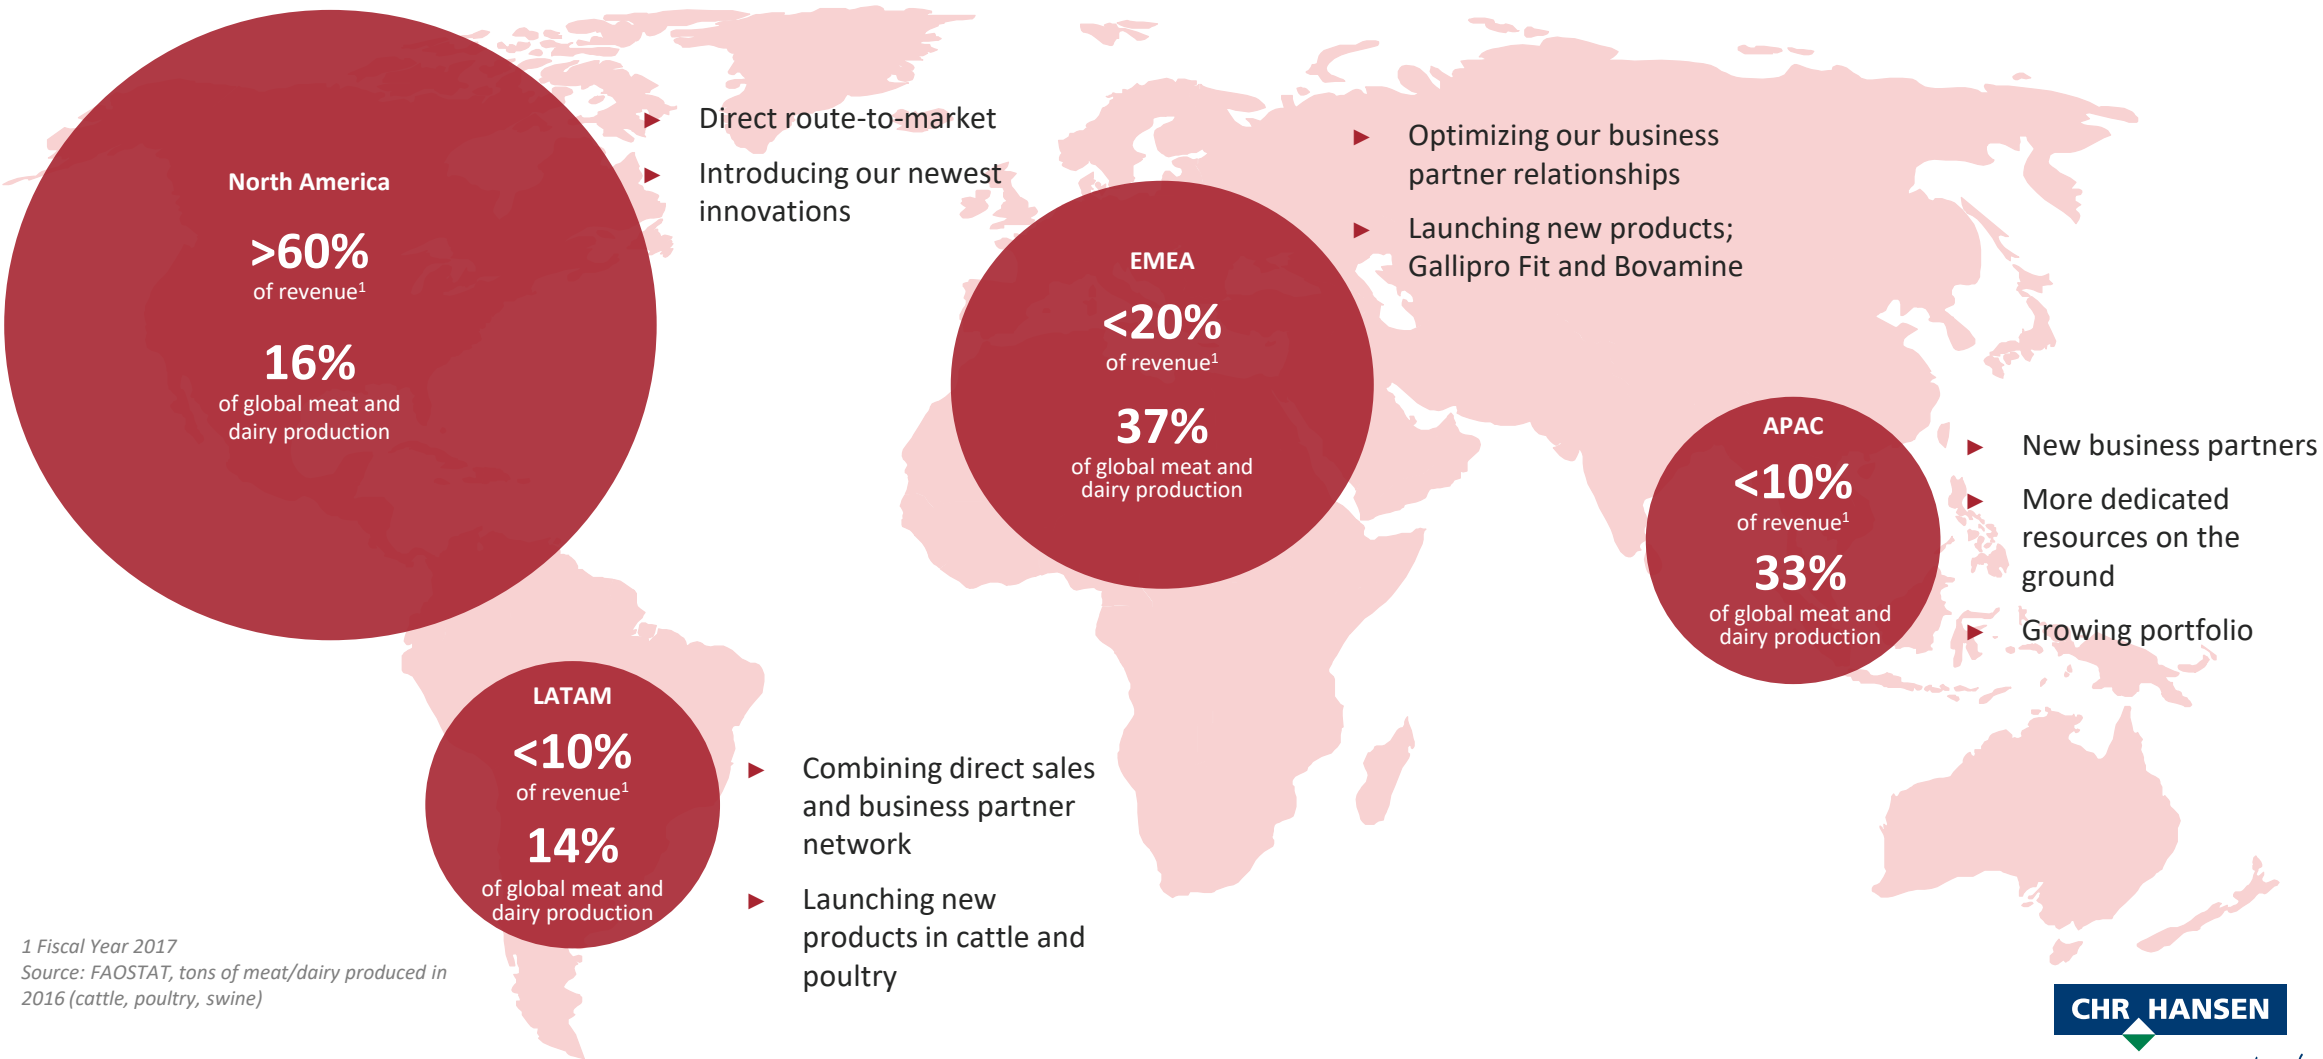 North America
>60%
of revenue¹
16%
of global meat and
dairy production
► Direct route-to-market
► Introducing our newest
innovations
EMEA
<20%
of revenue¹
37%
of global meat and
dairy production
► Optimizing our business
partner relationships
► Launching new products;
Gallipro Fit and Bovamine
APAC
<10%
of revenue¹
33%
of global meat and
dairy production
► New business partners
► More dedicated
resources on the
ground
► Growing portfolio
LATAM
<10%
of revenue¹
14%
of global meat and
dairy production
► Combining direct sales
and business partner
network
► Launching new
products in cattle and
poultry
1 Fiscal Year 2017
Source: FAOSTAT, tons of meat/dairy produced in
2016 (cattle, poultry, swine)
CHR HANSEN